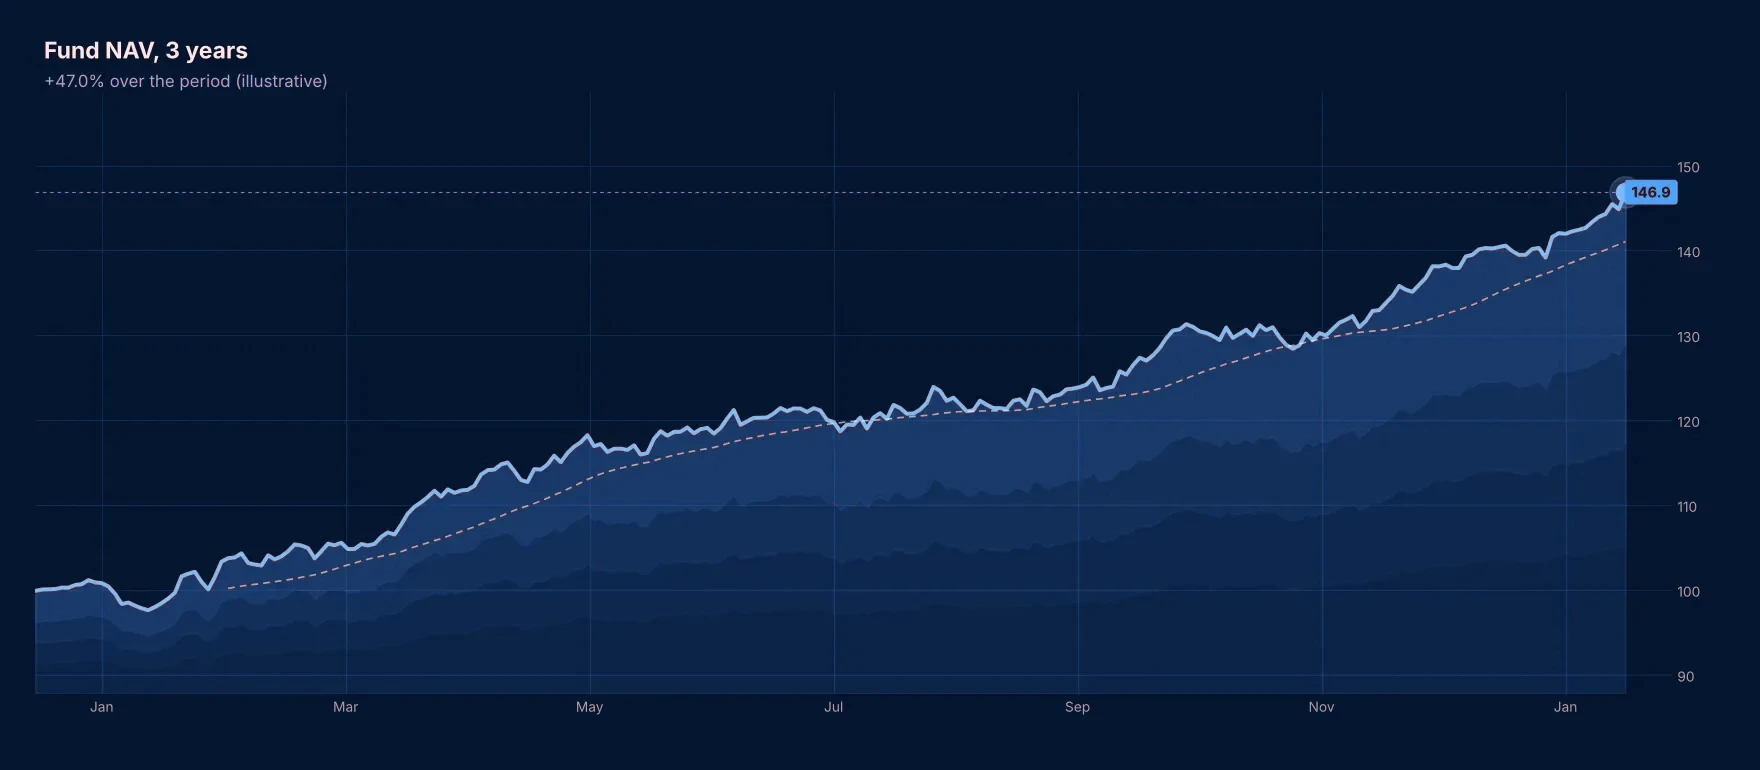 Fund NAV, 3 years
+47.0% over the period (illustrative)
150
146.9
140
130
120
110
100
90
Jan Mar May Jul Sep Nov Jan